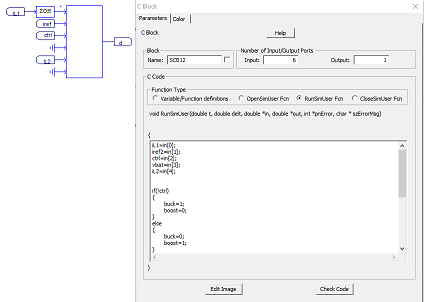 iL1
ZOH
iref
ctrl
iL2
d
C Block
Parameters
Color
C Block
Help
Block
Name: SCB12
Number of Input/Output Ports
Input: 6 Output: 1
C Code
Function Type
Variable/Function definitions OpenSimUser Fcn RunSimUser Fcn CloseSimUser Fcn
void RunSimUser(double t, double delt, double *in, double *out, int *pnError, char * szErrorMsg)
{
iL1=in[0];
iref2=in[1];
ctrl=in[2];
vbat=in[3];
iL2=in[4];
if(!ctrl)
{
buck=1;
boost=0;
}
else
{
buck=0;
boost=1;
}
}
Edit Image
Check Code